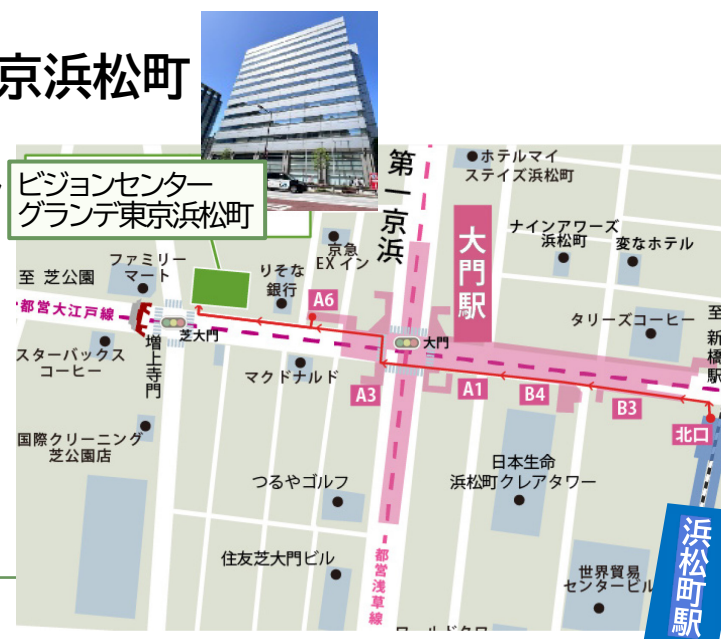 京浜松町
ビジョンセンター
グランデ東京浜松町
第一京浜
ホテルマイ
ステイズ浜松町
大門駅
ナインアワーズ
浜松町
変なホテル
京急
EXイン
ファミリー
マート
至 芝公園
りそな
銀行
A6
都営大江戸線
芝大門
大門
タリーズコーヒー
至 新橋駅
スターバックス
コーヒー
増上寺門
マクドナルド
A3
A1
B4
B3
北口
国際クリーニング
芝公園店
つるやゴルフ
日本生命
浜松町クレアタワー
住友芝大門ビル
都営浅草線
世界貿易
センタービル
浜松町駅